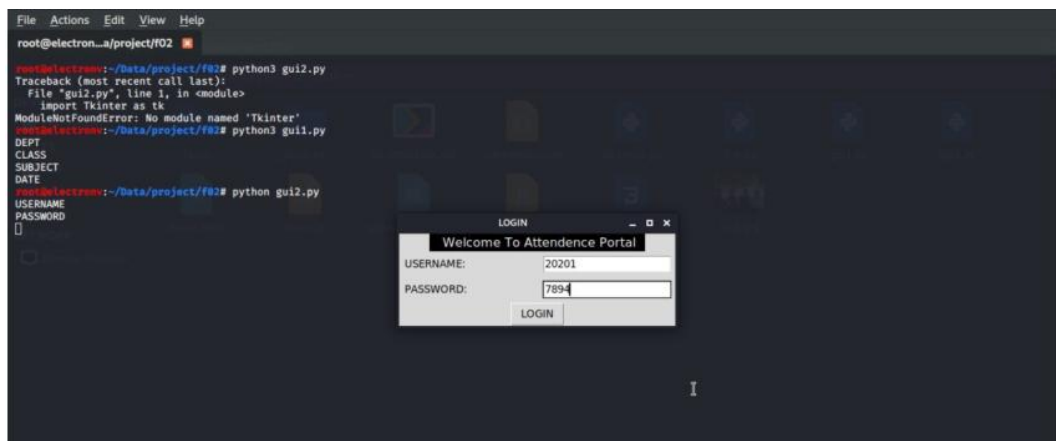 File Actions Edit View Help
root@electron...a/project/f02
root@electronv:~/Data/project/f02# python3 gui2.py
Traceback (most recent call last):
File "gui2.py", line 1, in <module>
import Tkinter as tk
ModuleNotFoundError: No module named 'Tkinter'
root@electronv:~/Data/project/f02# python3 gui1.py
DEPT
CLASS
SUBJECT
DATE
root@electronv:~/Data/project/f02# python gui2.py
USERNAME
PASSWORD
LOGIN
Welcome To Attendence Portal
USERNAME: 20201
PASSWORD: 7894
LOGIN